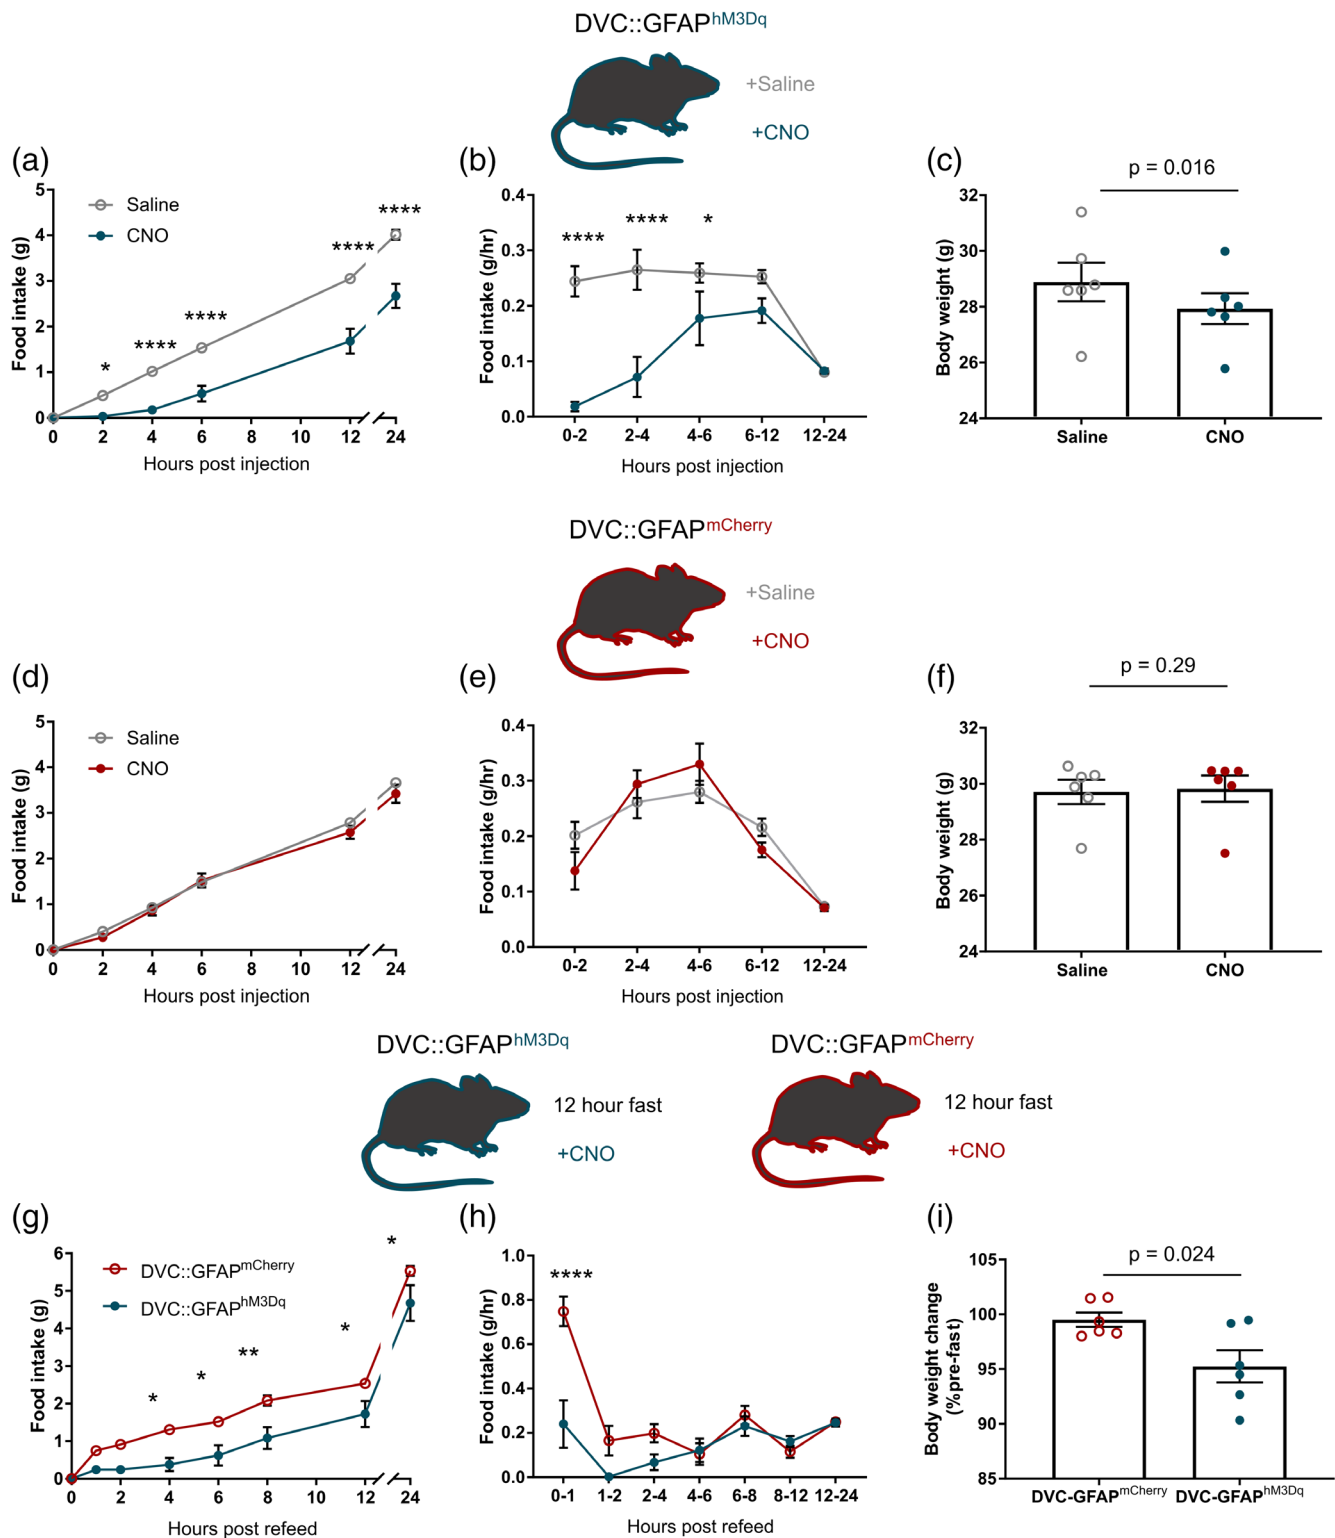 DVC::GFAPhM3Dq
+Saline
+CNO
(a)
(b)
(c)
p = 0.016
Saline
CNO
Food intake (g)
5
4
3
2
1
0
* **** **** **** ****
0 2 4 6 8 10 12 24
Hours post injection
Food intake (g/hr)
0.4
0.3
0.2
0.1
0.0
**** **** *
0-2 2-4 4-6 6-12 12-24
Hours post injection
Body weight (g)
32
30
28
26
24
Saline CNO
DVC::GFAPmCherry
+Saline
+CNO
(d)
(e)
(f)
p = 0.29
Saline
CNO
Food intake (g)
5
4
3
2
1
0
0 2 4 6 8 10 12 24
Hours post injection
Food intake (g/hr)
0.4
0.3
0.2
0.1
0.0
0-2 2-4 4-6 6-12 12-24
Hours post injection
Body weight (g)
32
30
28
26
24
Saline CNO
DVC::GFAPhM3Dq
12 hour fast
+CNO
DVC::GFAPmCherry
12 hour fast
+CNO
(g)
(h)
(i)
DVC::GFAPmCherry
DVC::GFAPhM3Dq
Food intake (g)
6
5
4
3
2
1
0
* * ** * *
0 2 4 6 8 10 12 24
Hours post refeed
Food intake (g/hr)
1.0
0.8
0.6
0.4
0.2
0.0
****
0-1 1-2 2-4 4-6 6-8 8-12 12-24
Hours post refeed
p = 0.024
Body weight change
(%pre-fast)
105
100
95
90
85
DVC-GFAPmCherry DVC-GFAPhM3Dq